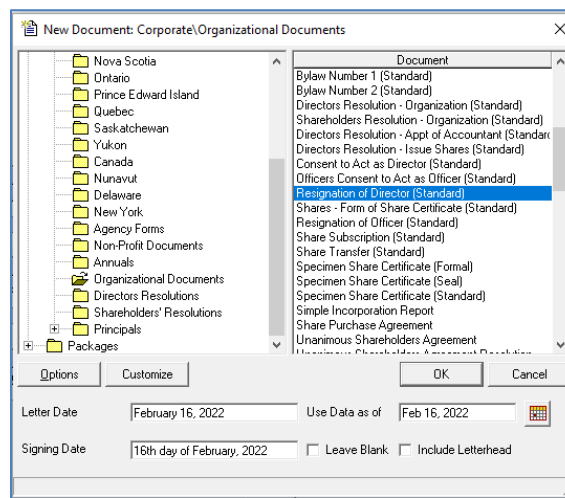 New Document: Corporate\Organizational Documents
Nova Scotia
Ontario
Prince Edward Island
Quebec
Saskatchewan
Yukon
Canada
Nunavut
Delaware
New York
Agency Forms
Non-Profit Documents
Annuals
Organizational Documents
Directors Resolutions
Shareholders' Resolutions
Principals
Packages
Document
Bylaw Number 1 (Standard)
Bylaw Number 2 (Standard)
Directors Resolution - Organization (Standard)
Shareholders Resolution - Organization (Standard)
Directors Resolution - Appt of Accountant (Standard
Directors Resolution - Issue Shares (Standard)
Consent to Act as Director (Standard)
Officers Consent to Act as Officer (Standard)
Resignation of Director (Standard)
Shares - Form of Share Certificate (Standard)
Resignation of Officer (Standard)
Share Subscription (Standard)
Share Transfer (Standard)
Specimen Share Certificate (Formal)
Specimen Share Certificate (Seal)
Specimen Share Certificate (Standard)
Simple Incorporation Report
Share Purchase Agreement
Unanimous Shareholders Agreement
Unanimous Shareholders Agreement Resolution
Options
Customize
OK
Cancel
Letter Date
February 16, 2022
Use Data as of
Feb 16, 2022
Signing Date
16th day of February, 2022
Leave Blank
Include Letterhead